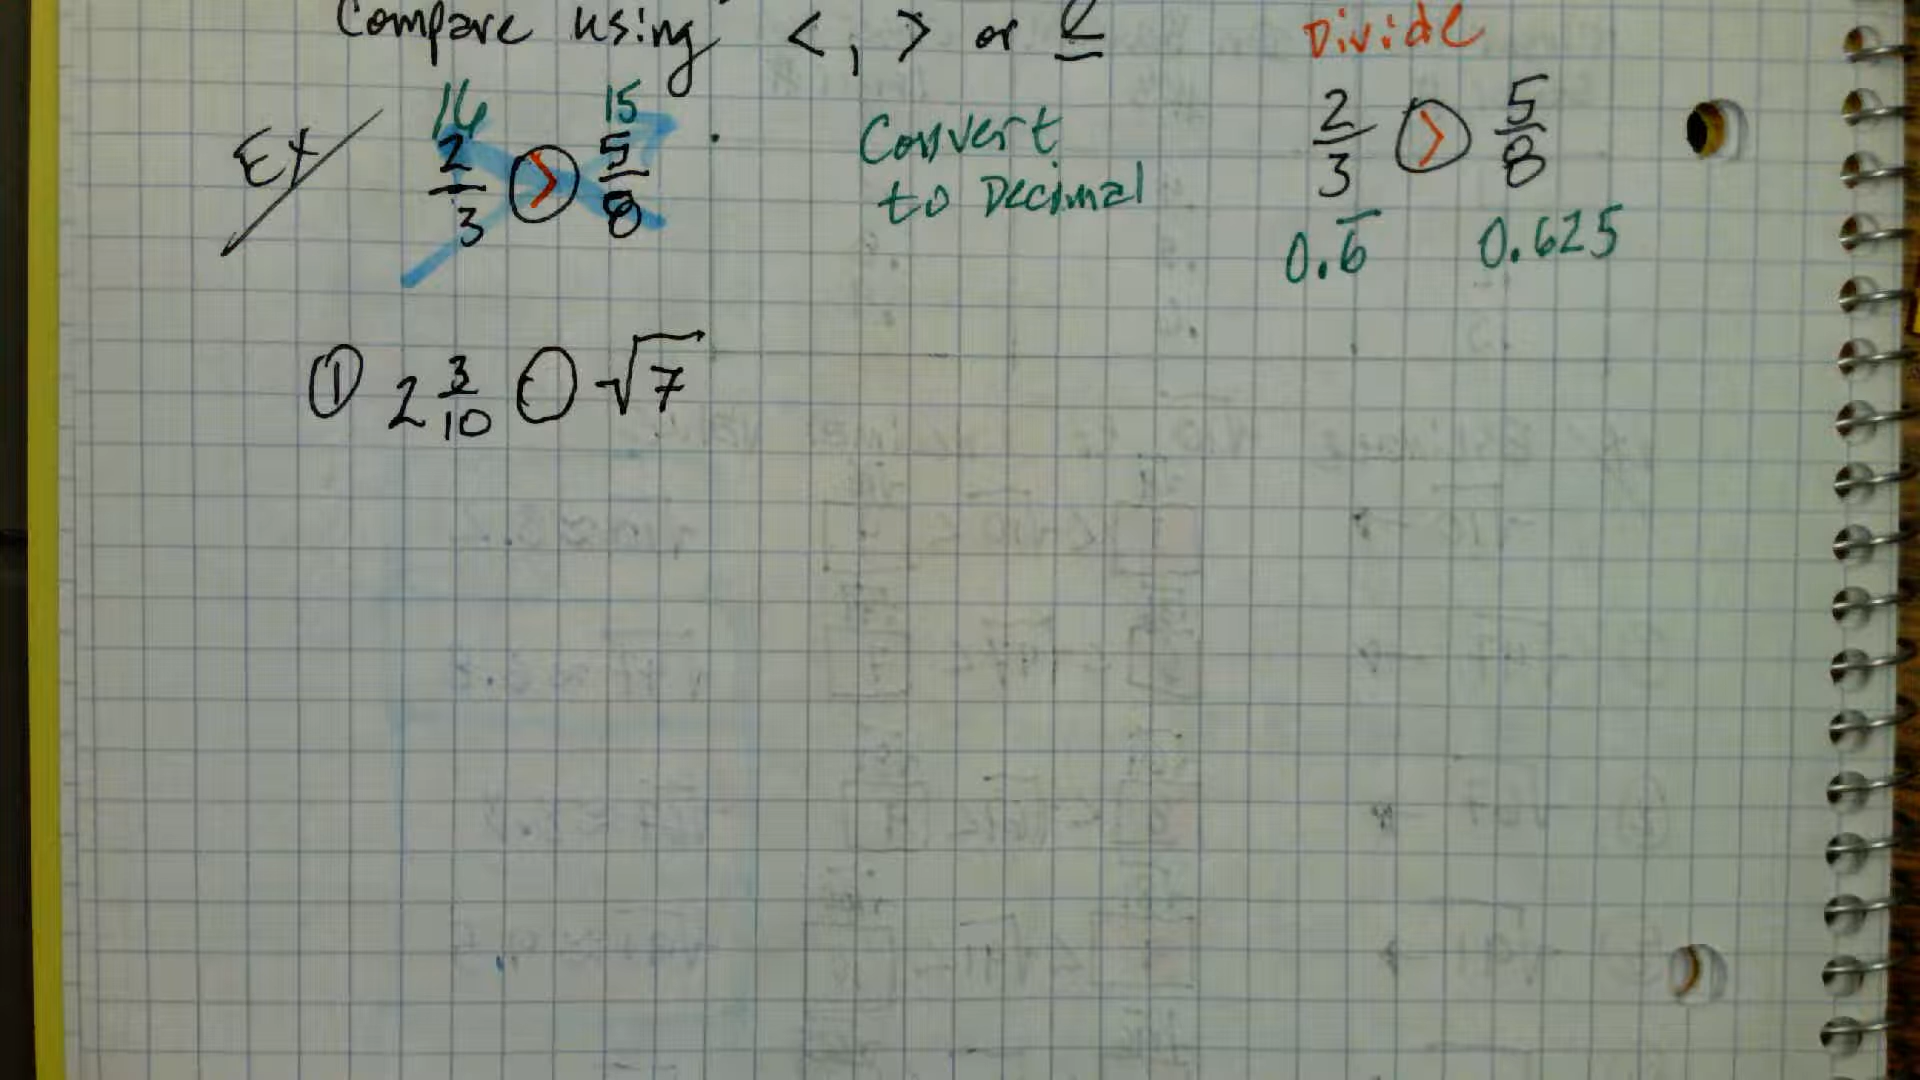 Compare using <, > or =
Divide
Ex 2/3 > 5/8
16 15
Convert to Decimal
2/3 > 5/8
0.6̅ 0.625
① 2 3/10 ○ √7